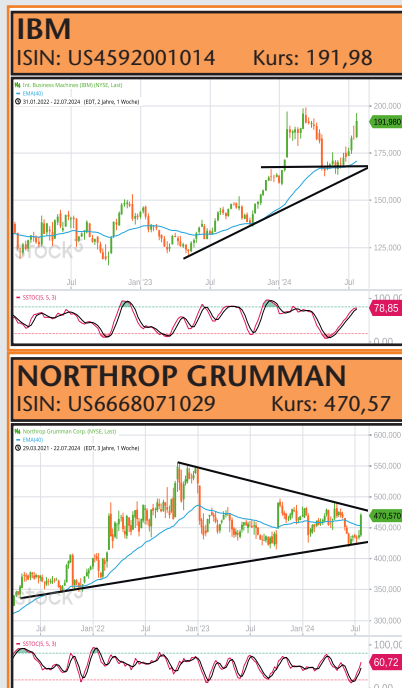 IBM
ISIN: US4592001014 Kurs: 191,98
Int. Business Machines (IBM) (NYSE, Last)
EMA(40)
31.01.2022 - 22.07.2024 (EDT, 2 Jahre, 1 Woche)
200,000
191,980
175,000
150,000
125,000
stock³
Jul Jan'23 Jul Jan'24 Jul
SSTOC(5, 5, 3)
100,00
78,85
0,00
NORTHROP GRUMMAN
ISIN: US6668071029 Kurs: 470,57
Northrop Grumman Corp. (NYSE, Last)
EMA(40)
29.03.2021 - 22.07.2024 (EDT, 3 Jahre, 1 Woche)
600,000
550,000
500,000
470,570
450,000
400,000
350,000
stock³
300,000
Jul Jan'22 Jul Jan'23 Jul Jan'24 Jul
SSTOC(5, 5, 3)
100,00
60,72
0,00